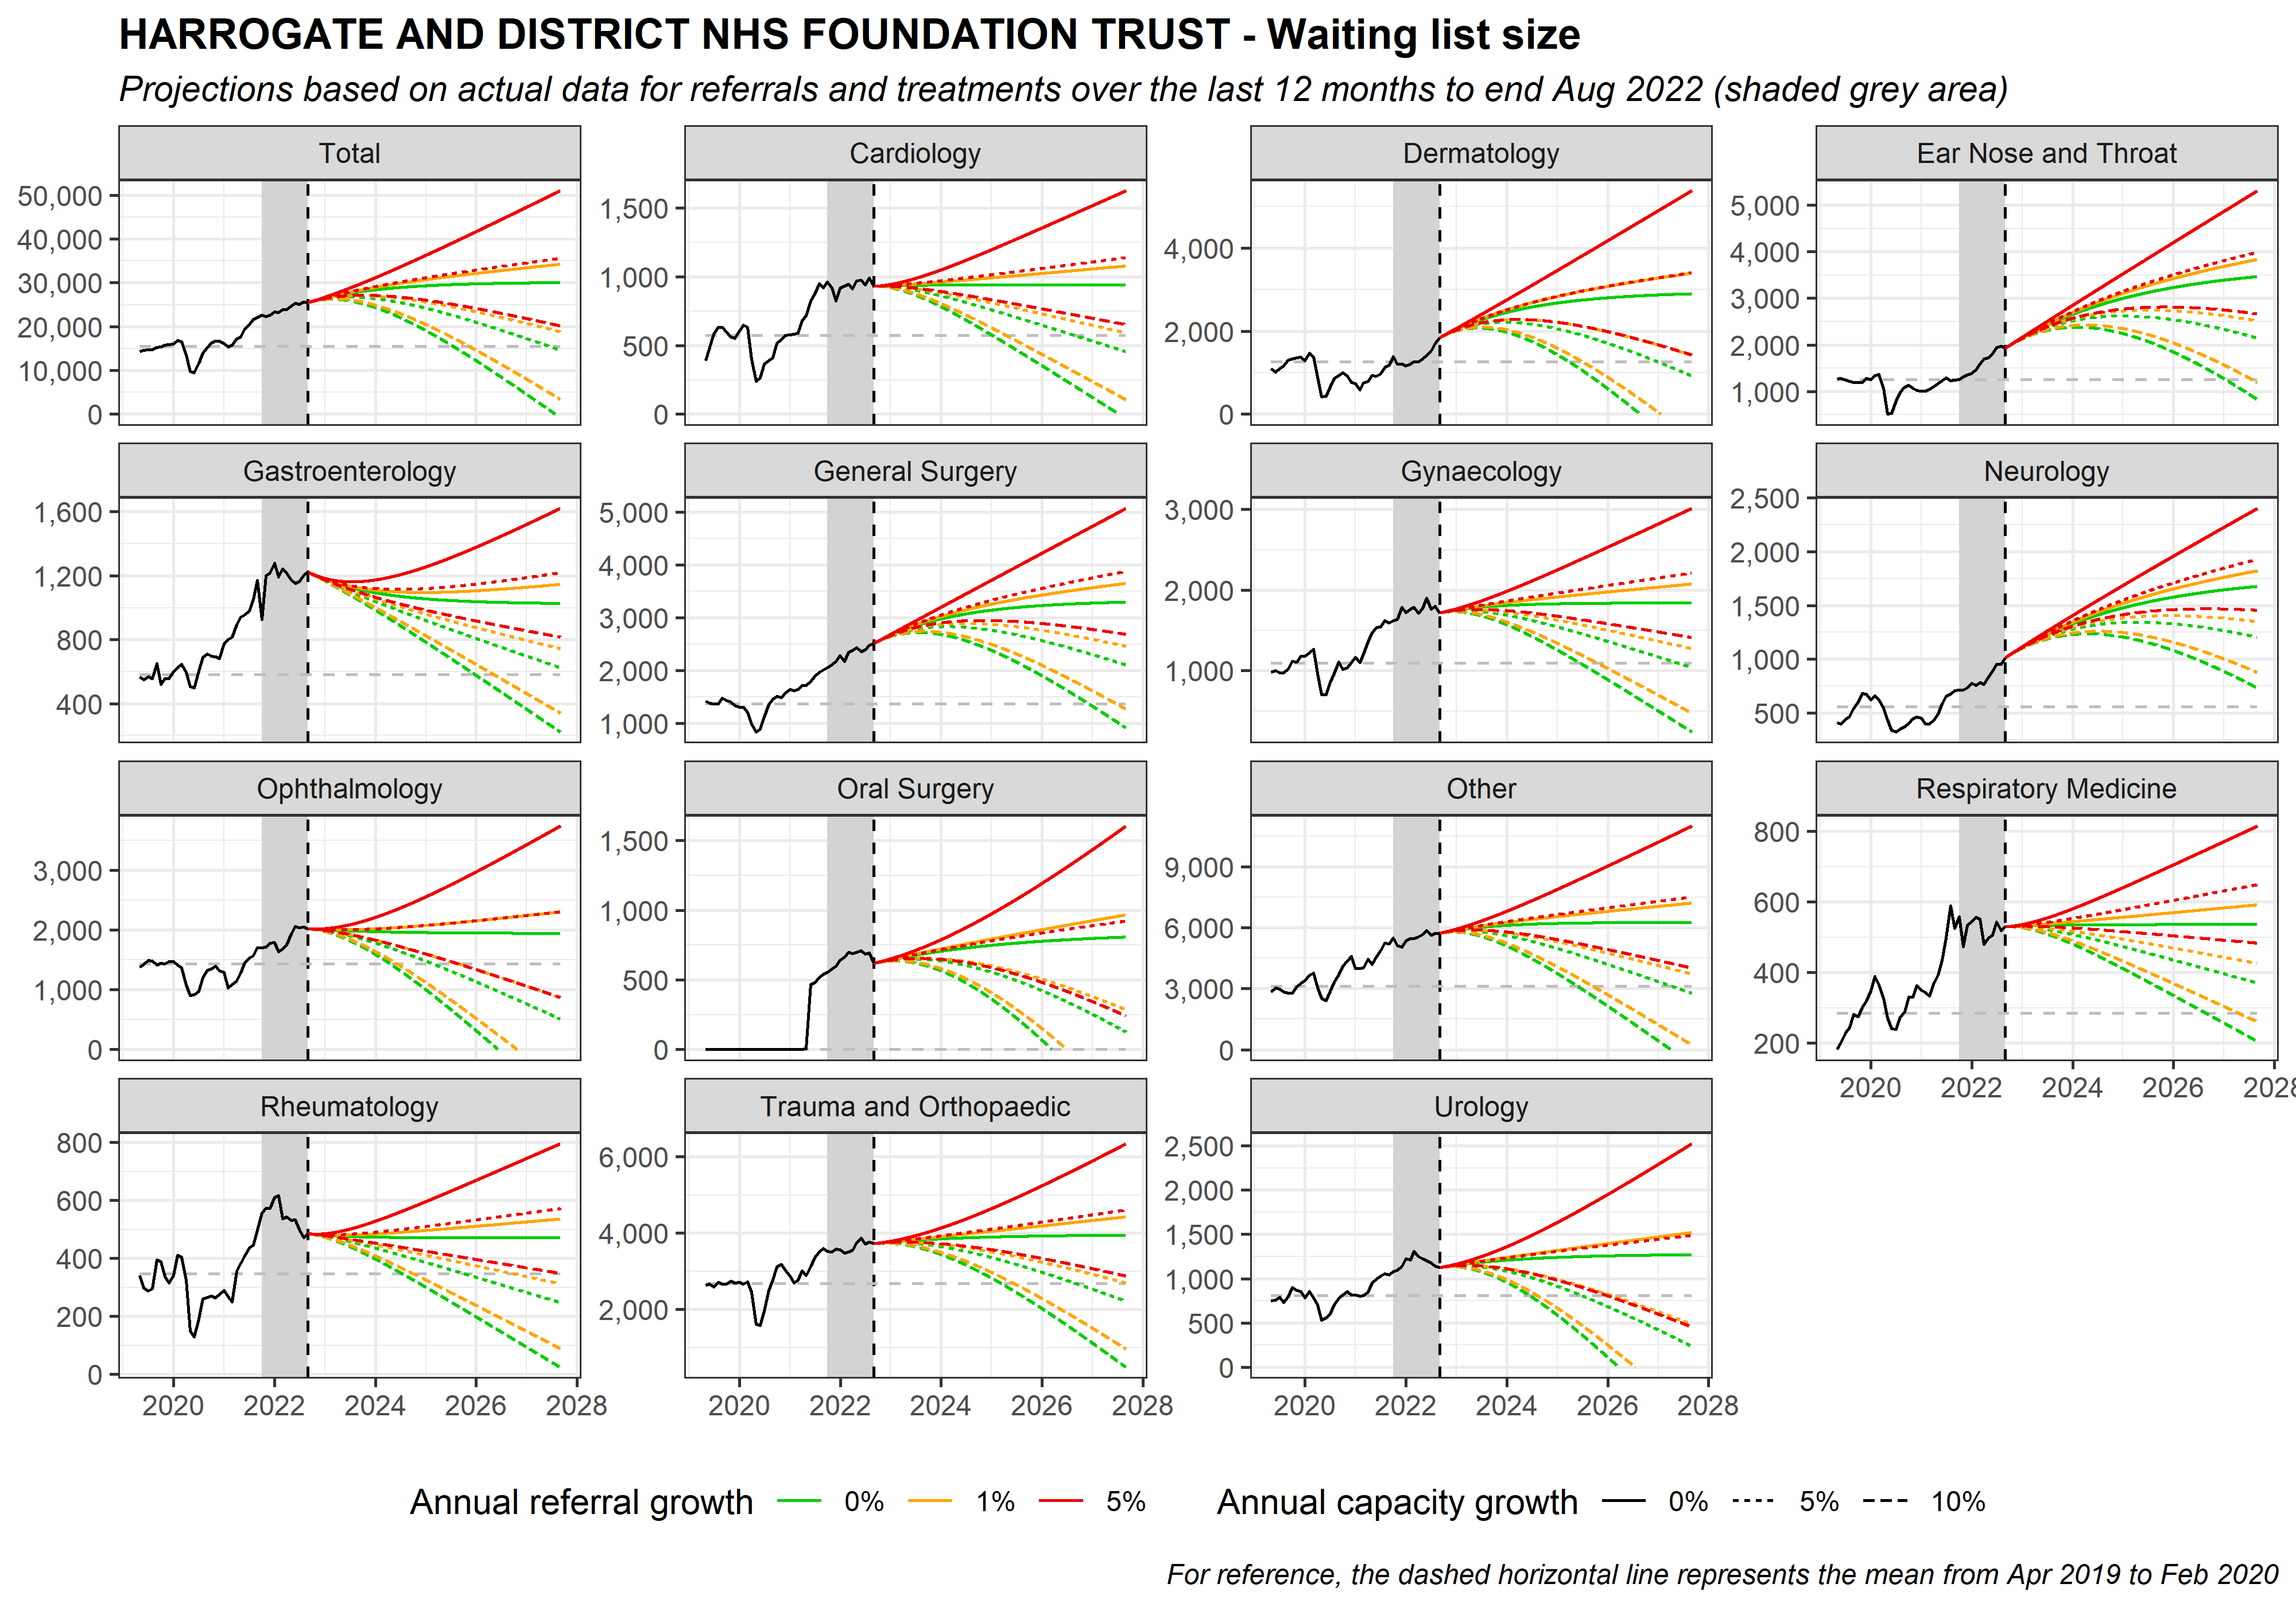 HARROGATE AND DISTRICT NHS FOUNDATION TRUST - Waiting list size
Projections based on actual data for referrals and treatments over the last 12 months to end Aug 2022 (shaded grey area)
Total
50,000
40,000
30,000
20,000
10,000
0
Cardiology
1,500
1,000
500
0
Dermatology
4,000
2,000
0
Ear Nose and Throat
5,000
4,000
3,000
2,000
1,000
Gastroenterology
1,600
1,200
800
400
General Surgery
5,000
4,000
3,000
2,000
1,000
Gynaecology
3,000
2,000
1,000
Neurology
2,500
2,000
1,500
1,000
500
Ophthalmology
3,000
2,000
1,000
0
Oral Surgery
1,500
1,000
500
0
Other
9,000
6,000
3,000
0
Respiratory Medicine
800
600
400
200
2020 2022 2024 2026 2028
Rheumatology
800
600
400
200
0
2020 2022 2024 2026 2028
Trauma and Orthopaedic
6,000
4,000
2,000
2020 2022 2024 2026 2028
Urology
2,500
2,000
1,500
1,000
500
0
2020 2022 2024 2026 2028
Annual referral growth 0% 1% 5% Annual capacity growth 0% 5% 10%
For reference, the dashed horizontal line represents the mean from Apr 2019 to Feb 2020